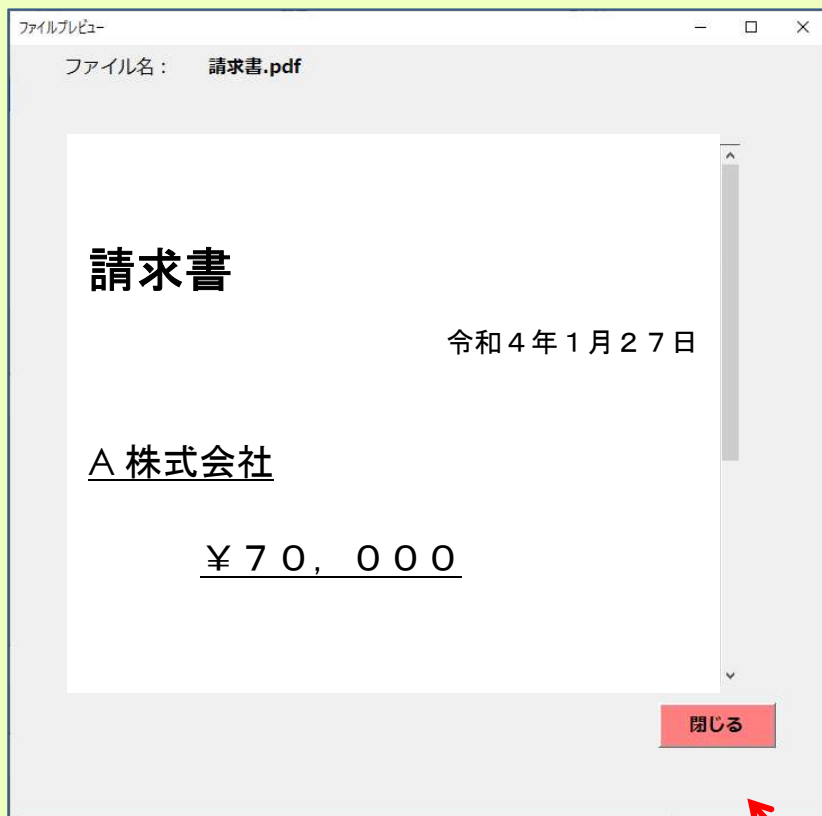 ファイルプレビュー
ファイル名： 請求書.pdf
請求書
令和４年１月２７日
A 株式会社
￥７０，０００
閉じる